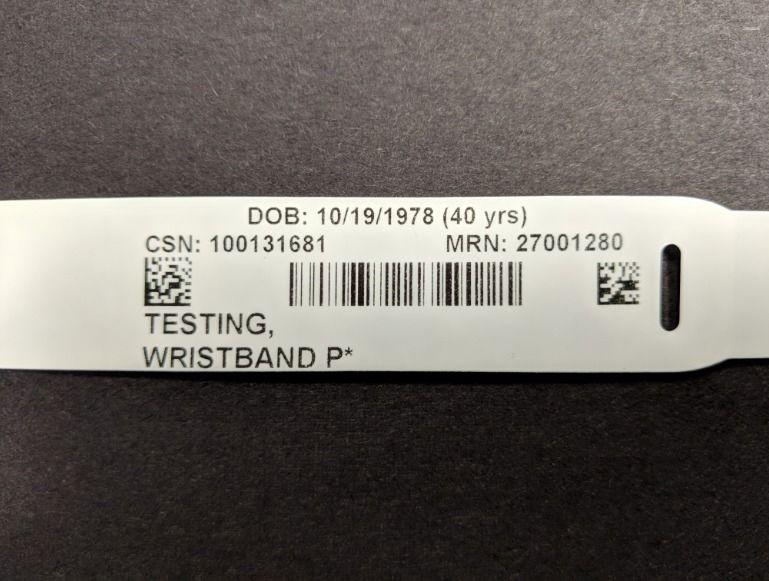 DOB: 10/19/1978 (40 yrs)
CSN: 100131681 MRN: 27001280
TESTING,
WRISTBAND P*